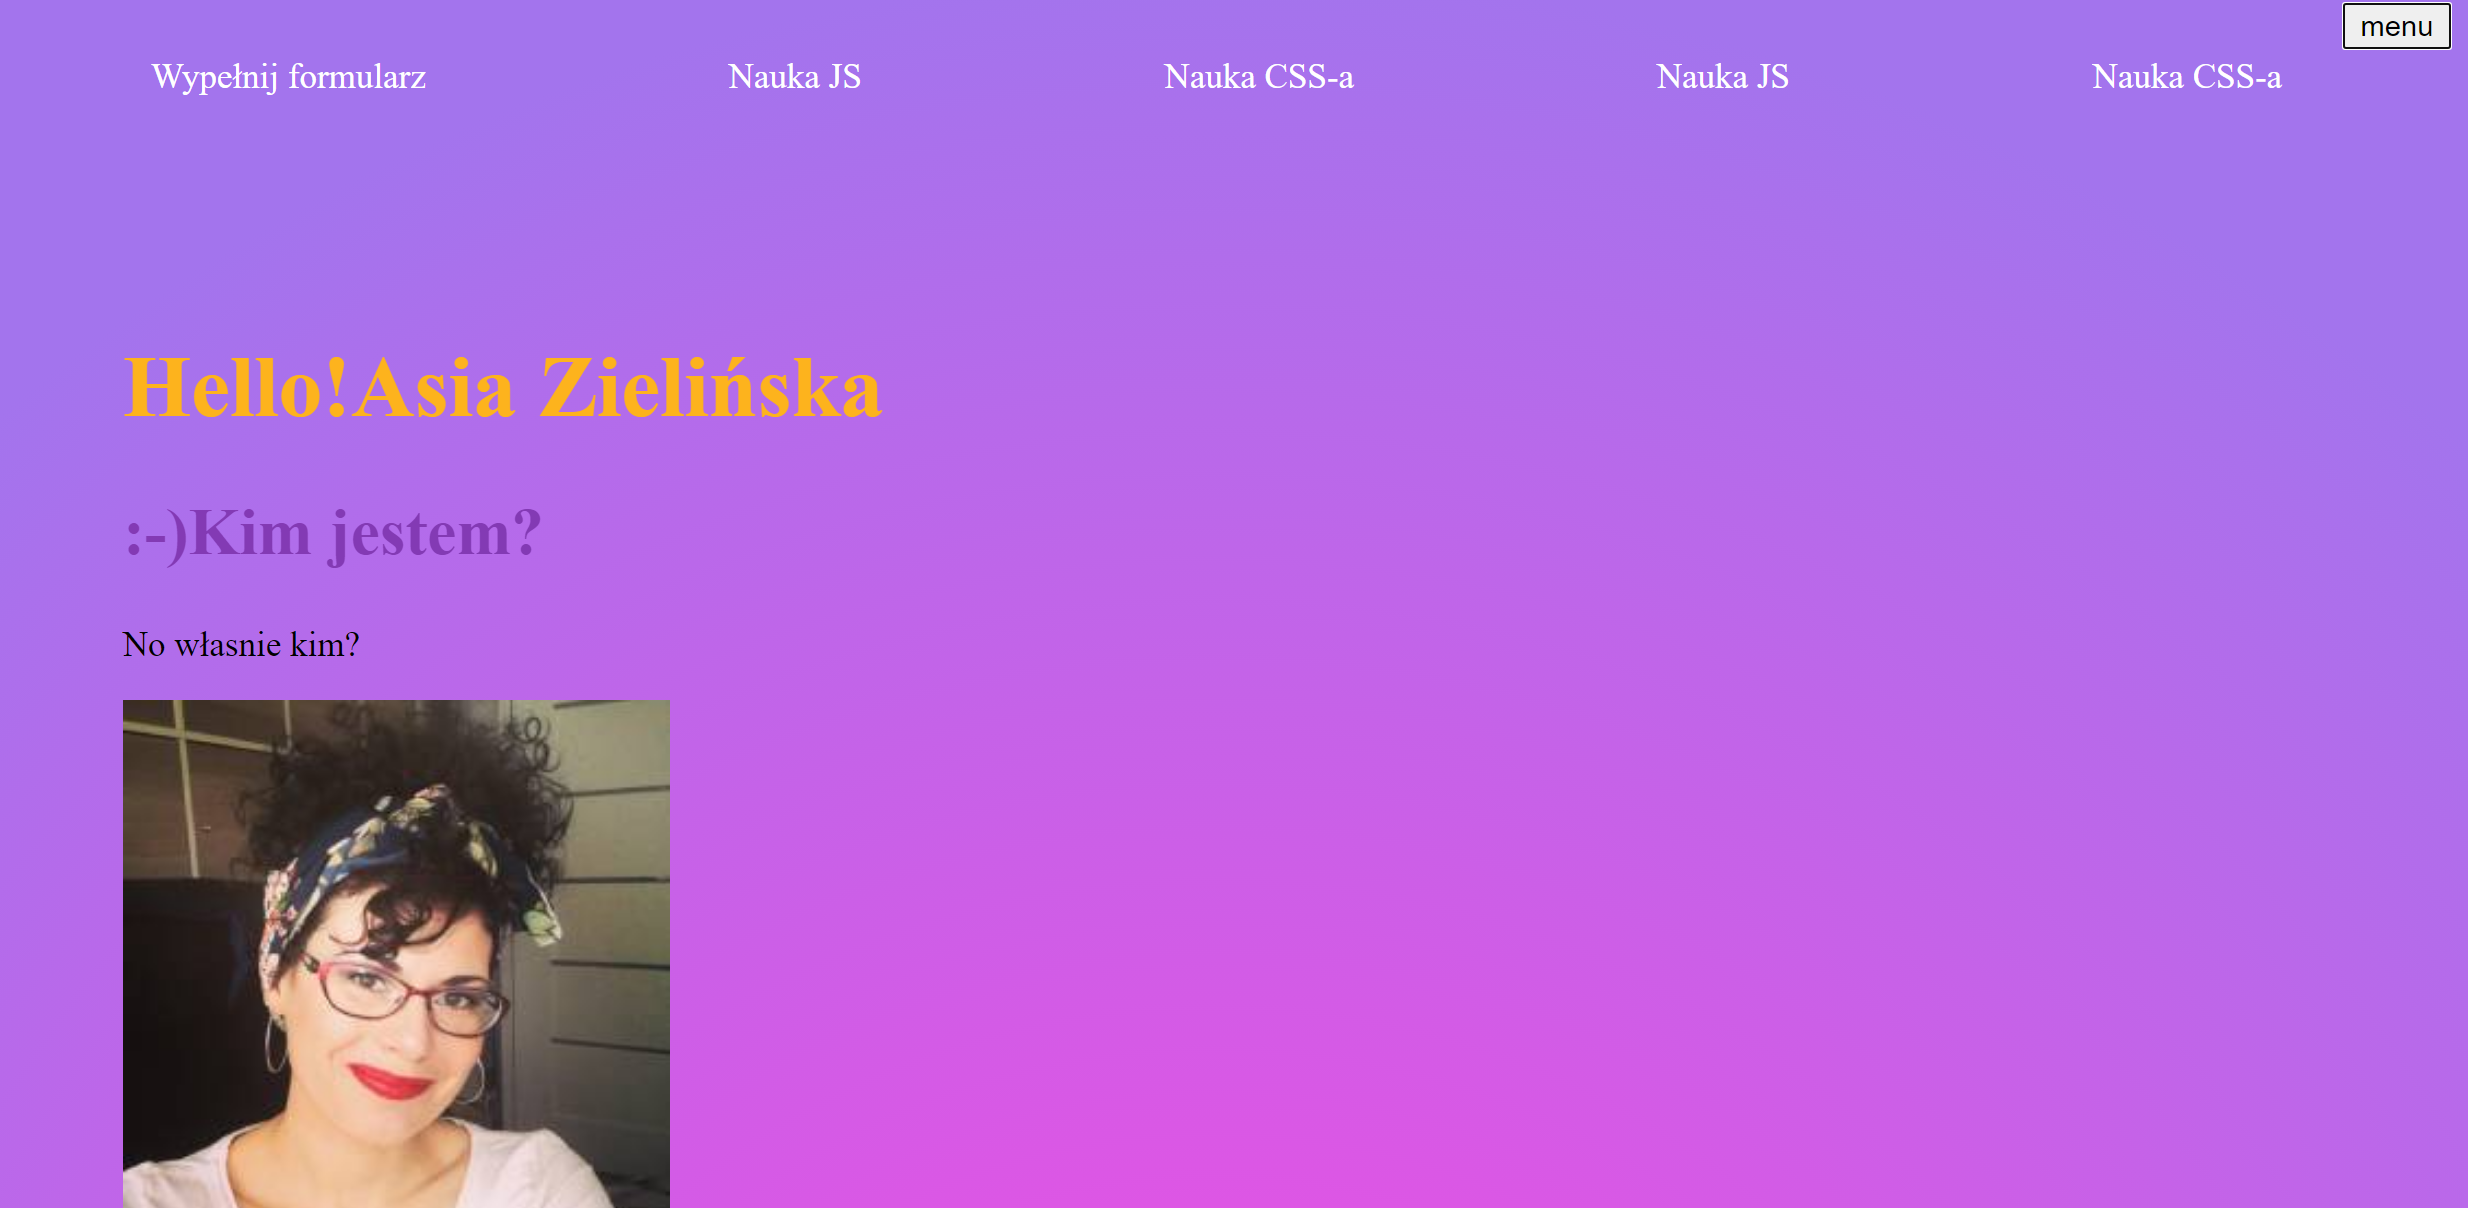 menu
Wypełnij formularz Nauka JS Nauka CSS-a Nauka JS Nauka CSS-a
Hello!Asia Zielińska
:-)Kim jestem?
No własnie kim?